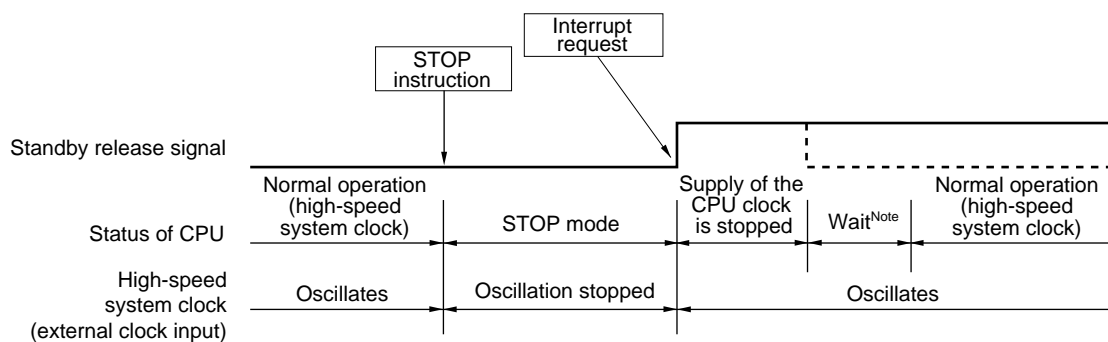 Interrupt
request
STOP
instruction
Standby release signal
Normal operation
(high-speed
system clock)
Supply of the
CPU clock
is stopped
Normal operation
(high-speed
system clock)
Status of CPU
STOP mode
Wait^Note
High-speed
system clock
(external clock input)
Oscillates
Oscillation stopped
Oscillates